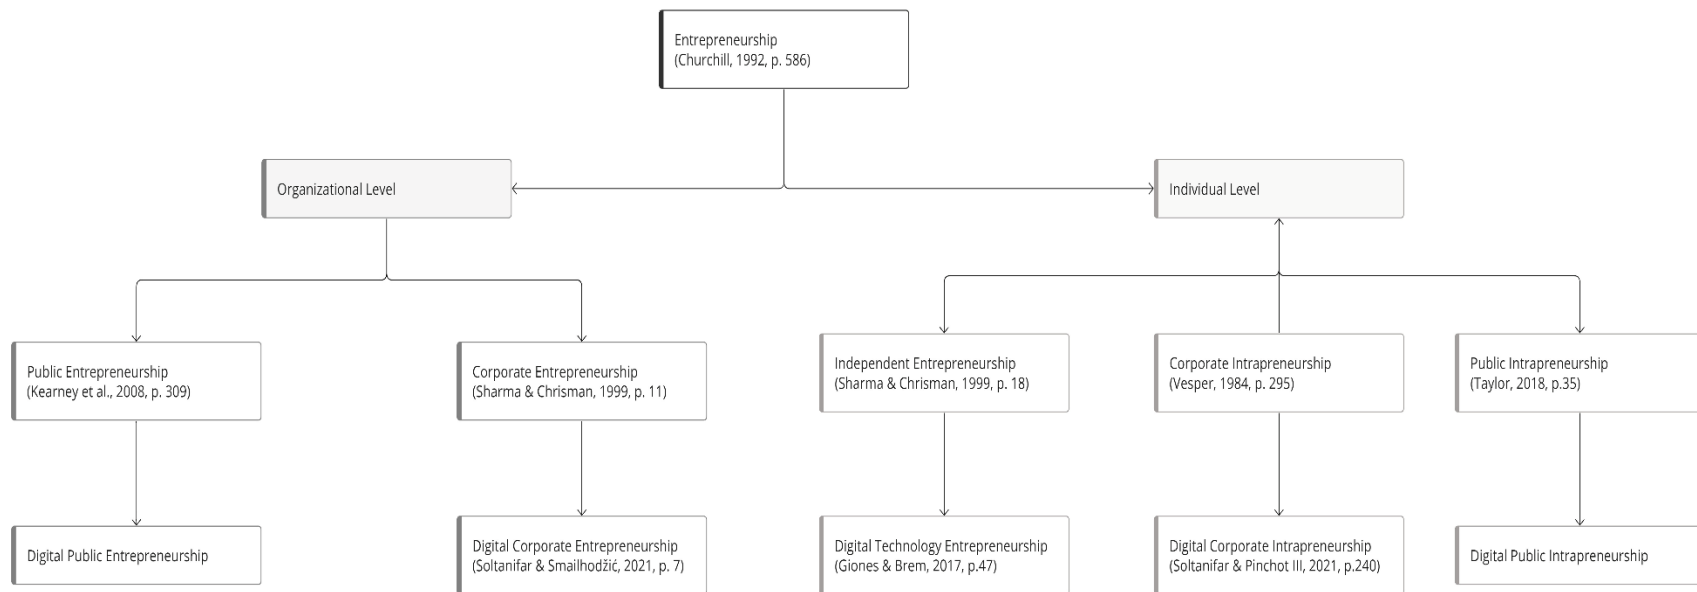 Entrepreneurship
(Churchill, 1992, p. 586)
Organizational Level
Individual Level
Public Entrepreneurship
(Kearney et al., 2008, p. 309)
Corporate Entrepreneurship
(Sharma & Chrisman, 1999, p. 11)
Independent Entrepreneurship
(Sharma & Chrisman, 1999, p. 18)
Corporate Intrapreneurship
(Vesper, 1984, p. 295)
Public Intrapreneurship
(Taylor, 2018, p.35)
Digital Public Entrepreneurship
Digital Corporate Entrepreneurship
(Soltanifar & Smailhodžić, 2021, p. 7)
Digital Technology Entrepreneurship
(Giones & Brem, 2017, p.47)
Digital Corporate Intrapreneurship
(Soltanifar & Pinchot III, 2021, p.240)
Digital Public Intrapreneurship